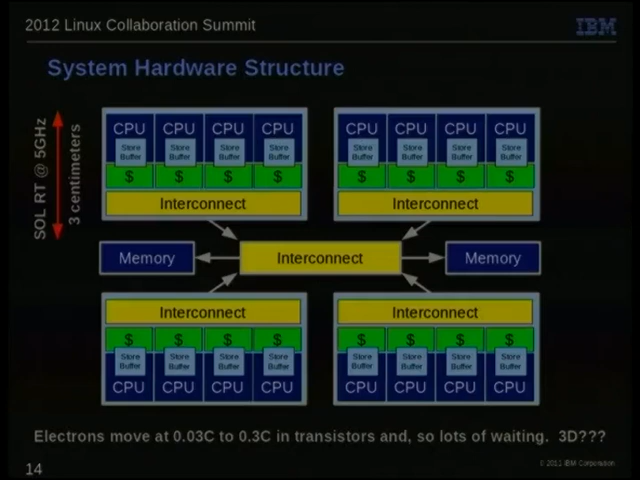 2012 Linux Collaboration Summit
IBM
System Hardware Structure
SOL RT @ 5GHz
3 centimeters
CPU CPU CPU CPU
Store Buffer Store Buffer Store Buffer Store Buffer
$ $ $ $
Interconnect
CPU CPU CPU CPU
Store Buffer Store Buffer Store Buffer Store Buffer
$ $ $ $
Interconnect
Memory Interconnect Memory
Interconnect
$ $ $ $
Store Buffer Store Buffer Store Buffer Store Buffer
CPU CPU CPU CPU
Interconnect
$ $ $ $
Store Buffer Store Buffer Store Buffer Store Buffer
CPU CPU CPU CPU
Electrons move at 0.03C to 0.3C in transistors and, so lots of waiting. 3D???
14
© 2011 IBM Corporation